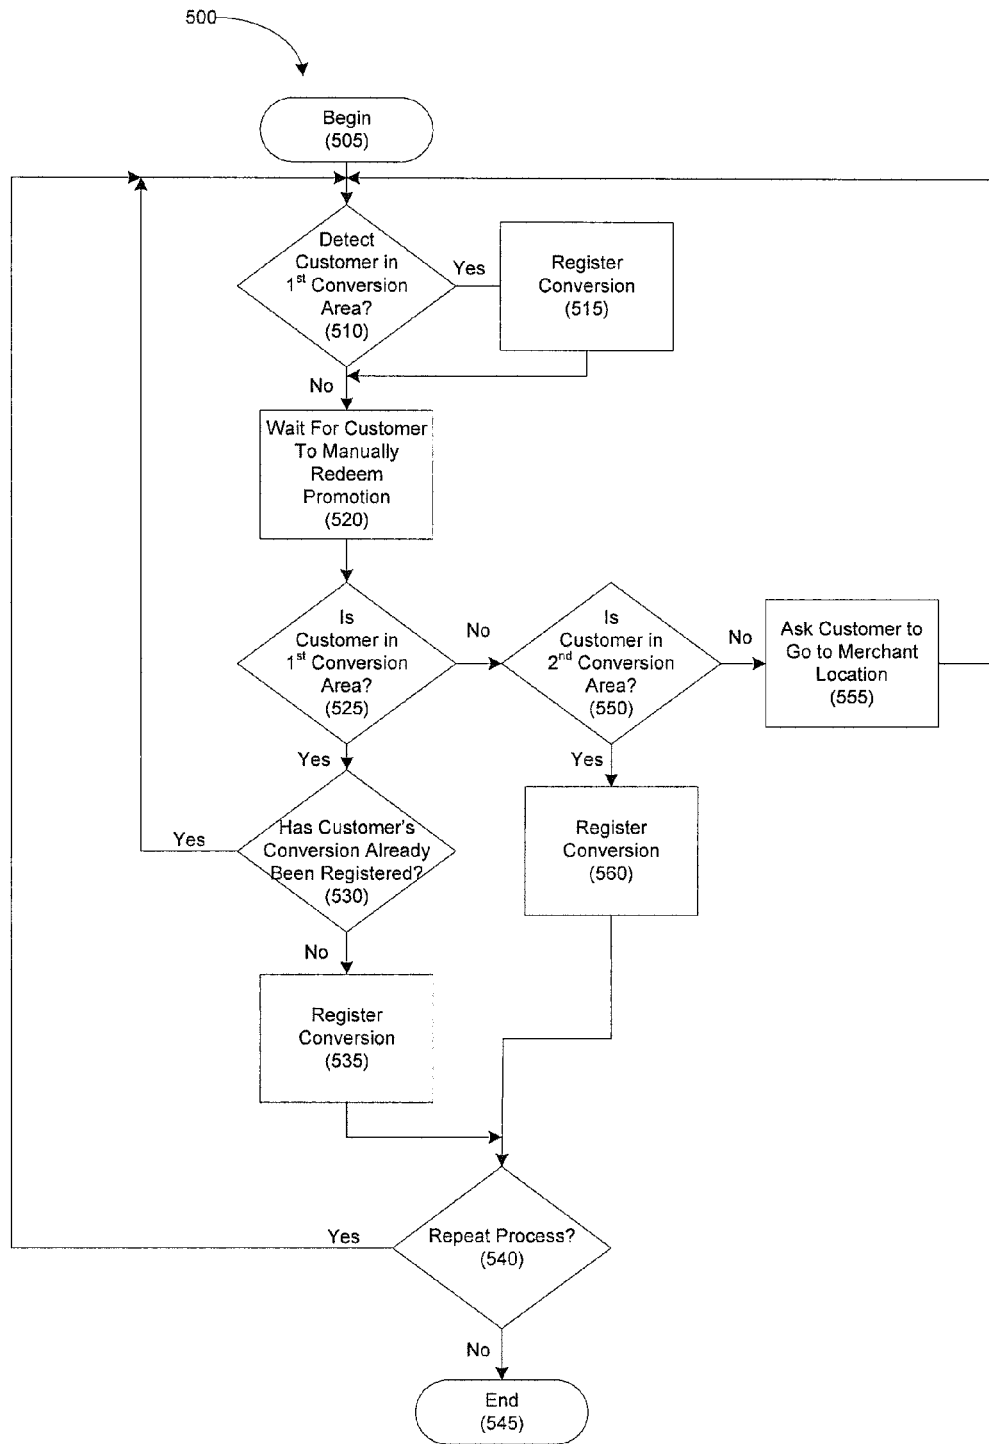 500
Begin
(505)
Detect
Customer in
1st Conversion
Area?
(510)
Yes
Register
Conversion
(515)
No
Wait For Customer
To Manually
Redeem
Promotion
(520)
Is
Customer in
1st Conversion
Area?
(525)
No
Is
Customer in
2nd Conversion
Area?
(550)
No
Ask Customer to
Go to Merchant
Location
(555)
Yes
Yes
Has Customer's
Conversion Already
Been Registered?
(530)
Yes
Register
Conversion
(560)
No
Register
Conversion
(535)
Repeat Process?
(540)
Yes
No
End
(545)